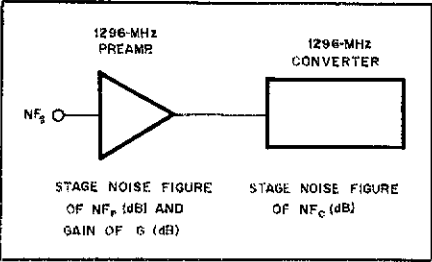 1296-MHz
PREAMP
1296-MHz
CONVERTER
NFs
STAGE NOISE FIGURE
OF NFP (dB) AND
GAIN OF G (dB)
STAGE NOISE FIGURE
OF NFC (dB)